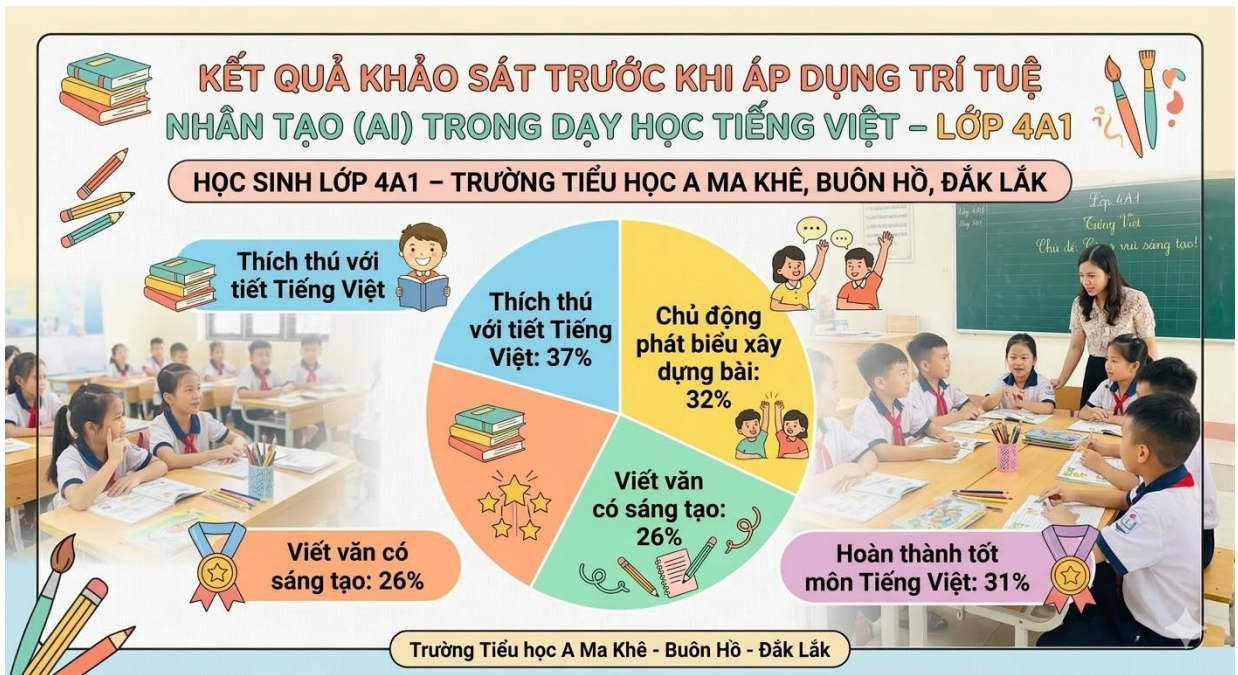 KẾT QUẢ KHẢO SÁT TRƯỚC KHI ÁP DỤNG TRÍ TUỆ
NHÂN TẠO (AI) TRONG DẠY HỌC TIẾNG VIỆT – LỚP 4A1
HỌC SINH LỚP 4A1 – TRƯỜNG TIỂU HỌC A MA KHÊ, BUÔN HỒ, ĐẮK LẮK
Thích thú với
tiết Tiếng Việt
Thích thú
với tiết Tiếng
Việt: 37%
Chủ động
phát biểu xây
dựng bài:
32%
Lớp 4A1
Tiếng Việt
vui sáng tạo!
Viết văn
có sáng tạo:
26%
Viết văn có
sáng tạo: 26%
Hoàn thành tốt
môn Tiếng Việt: 31%
Trường Tiểu học A Ma Khê - Buôn Hồ - Đắk Lắk